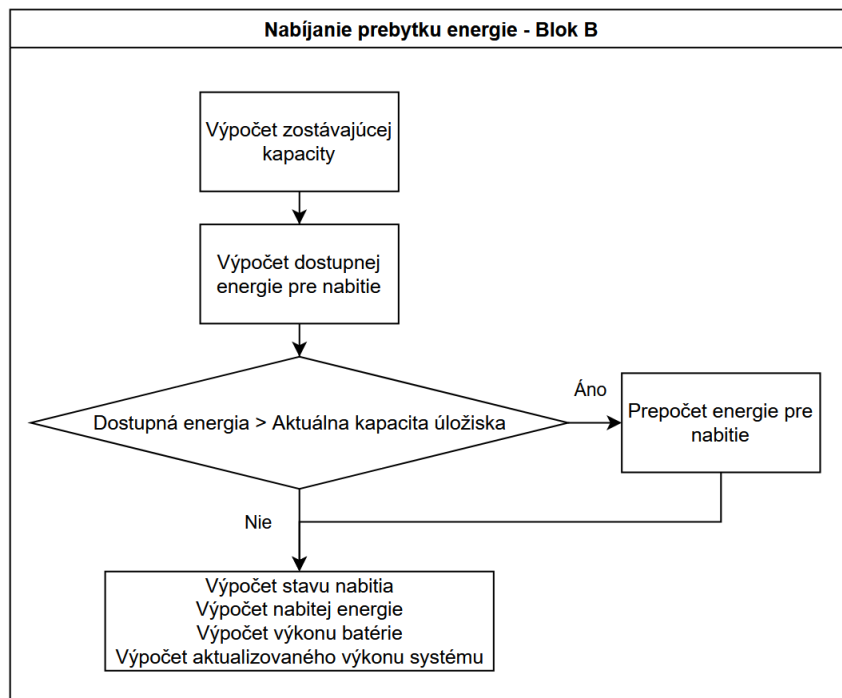 Nabíjanie prebytku energie - Blok B
Výpočet zostávajúcej
kapacity
Výpočet dostupnej
energie pre nabitie
Dostupná energia > Aktuálna kapacita úložiska
Áno
Prepočet energie pre
nabitie
Nie
Výpočet stavu nabitia
Výpočet nabitej energie
Výpočet výkonu batérie
Výpočet aktualizovaného výkonu systému